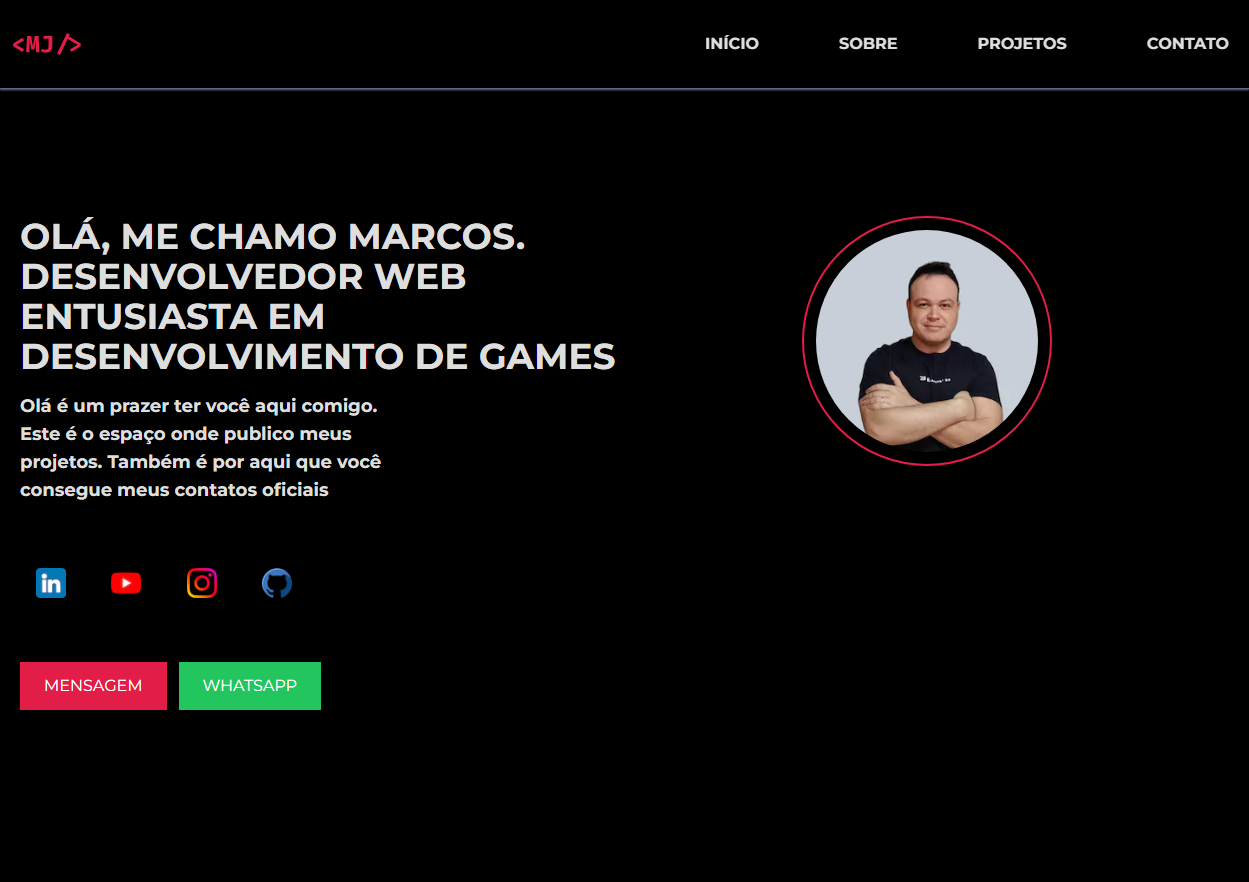 <MJ/>
INÍCIO
SOBRE
PROJETOS
CONTATO
OLÁ, ME CHAMO MARCOS.
DESENVOLVEDOR WEB
ENTUSIASTA EM
DESENVOLVIMENTO DE GAMES
Olá é um prazer ter você aqui comigo.
Este é o espaço onde publico meus
projetos. Também é por aqui que você
consegue meus contatos oficiais
in
MENSAGEM
WHATSAPP